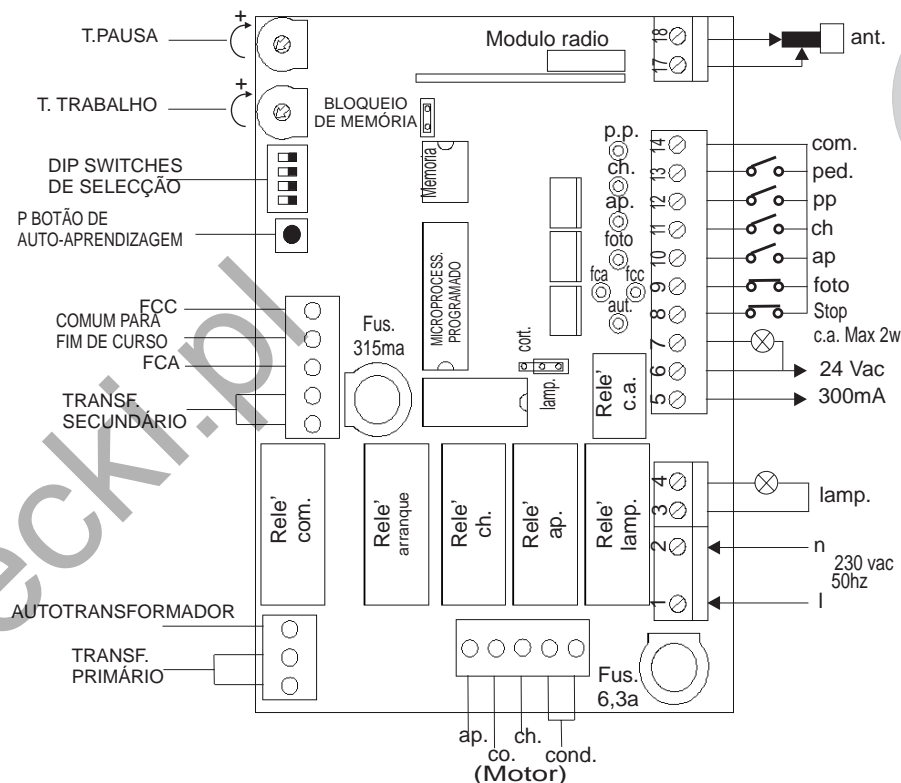 T.PAUSA
+
T. TRABALHO
+
DIP SWITCHES
DE SELECÇÃO
P BOTÃO DE
AUTO-APRENDIZAGEM
FCC
COMUM PARA
FIM DE CURSO
FCA
TRANSF.
SECUNDÁRIO
AUTOTRANSFORMADOR
TRANSF.
PRIMÁRIO
Modulo radio
BLOQUEIO
DE MEMÓRIA
Memoria
MICROPROCESS.
PROGRAMADO
Fus.
315ma
cort.
lamp.
p.p.
ch.
ap.
foto
fca fcc
aut.
Rele'
c.a.
Rele'
com.
Rele'
arranque
Rele'
ch.
Rele'
ap.
Rele'
lamp.
18
17
ant.
14
com.
13
ped.
12
pp
11
ch
10
ap
9
foto
8
Stop
7
c.a. Max 2w
6
24 Vac
5
300mA
4
3
lamp.
2
n
230 vac
50hz
1
l
Fus.
6,3a
ap.
co.
ch.
cond.
(Motor)
ecki.pl